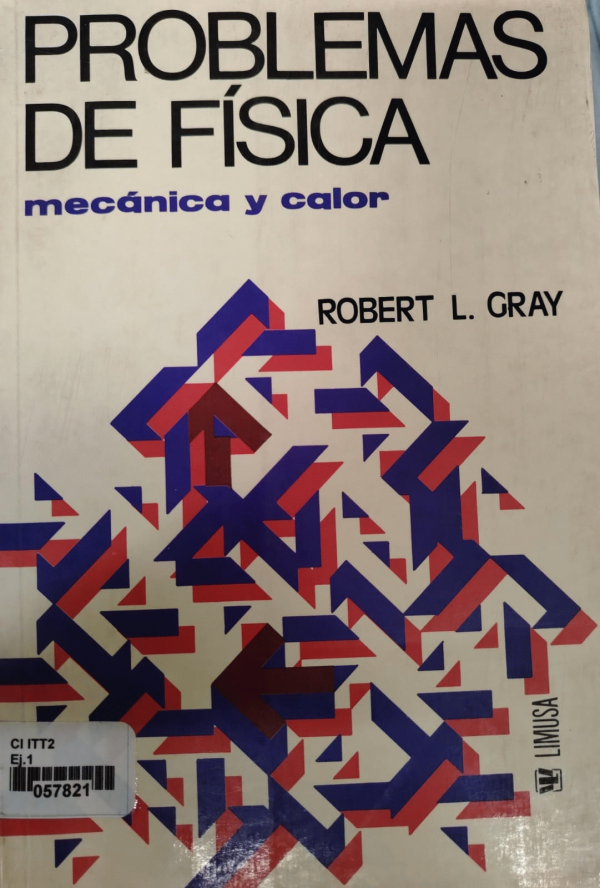 PROBLEMAS
DE FÍSICA
mecánica y calor
ROBERT L. GRAY
LIMUSA
CI ITT2
Ej.1
057821